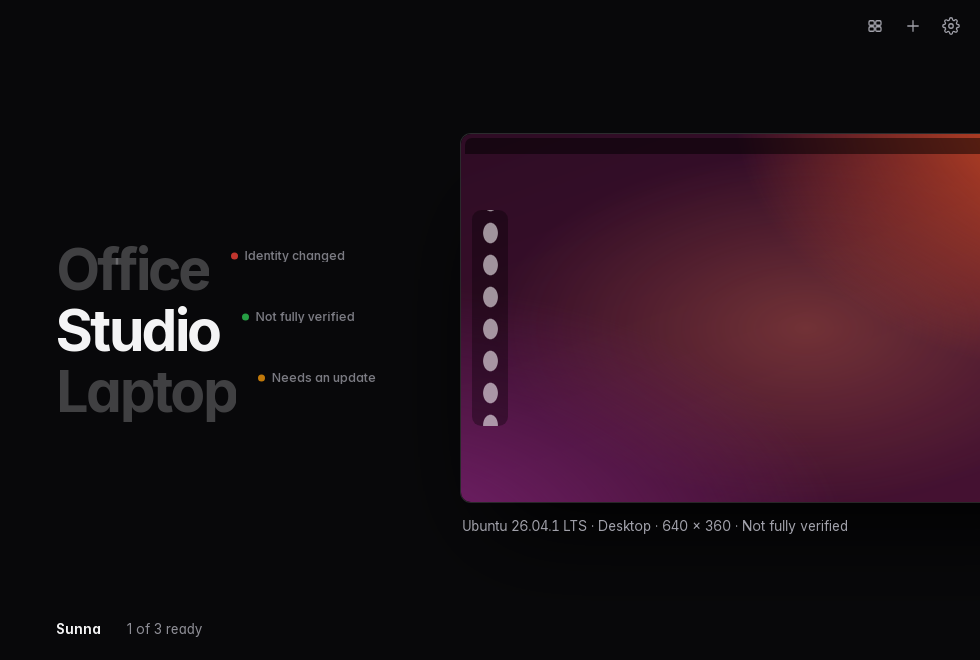 Office
Identity changed
Studio
Not fully verified
Laptop
Needs an update
Ubuntu 26.04.1 LTS · Desktop · 640 × 360 · Not fully verified
Sunna
1 of 3 ready